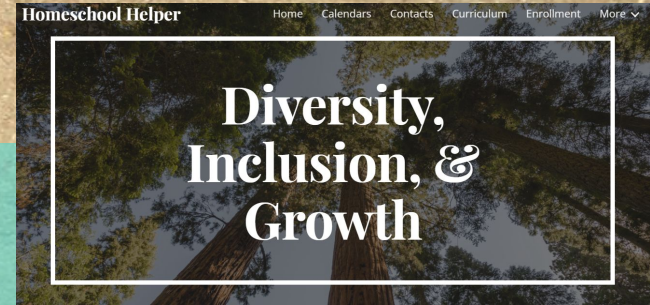 Homeschool Helper Home Calendars Contacts Curriculum Enrollment More
Diversity,
Inclusion, &
Growth